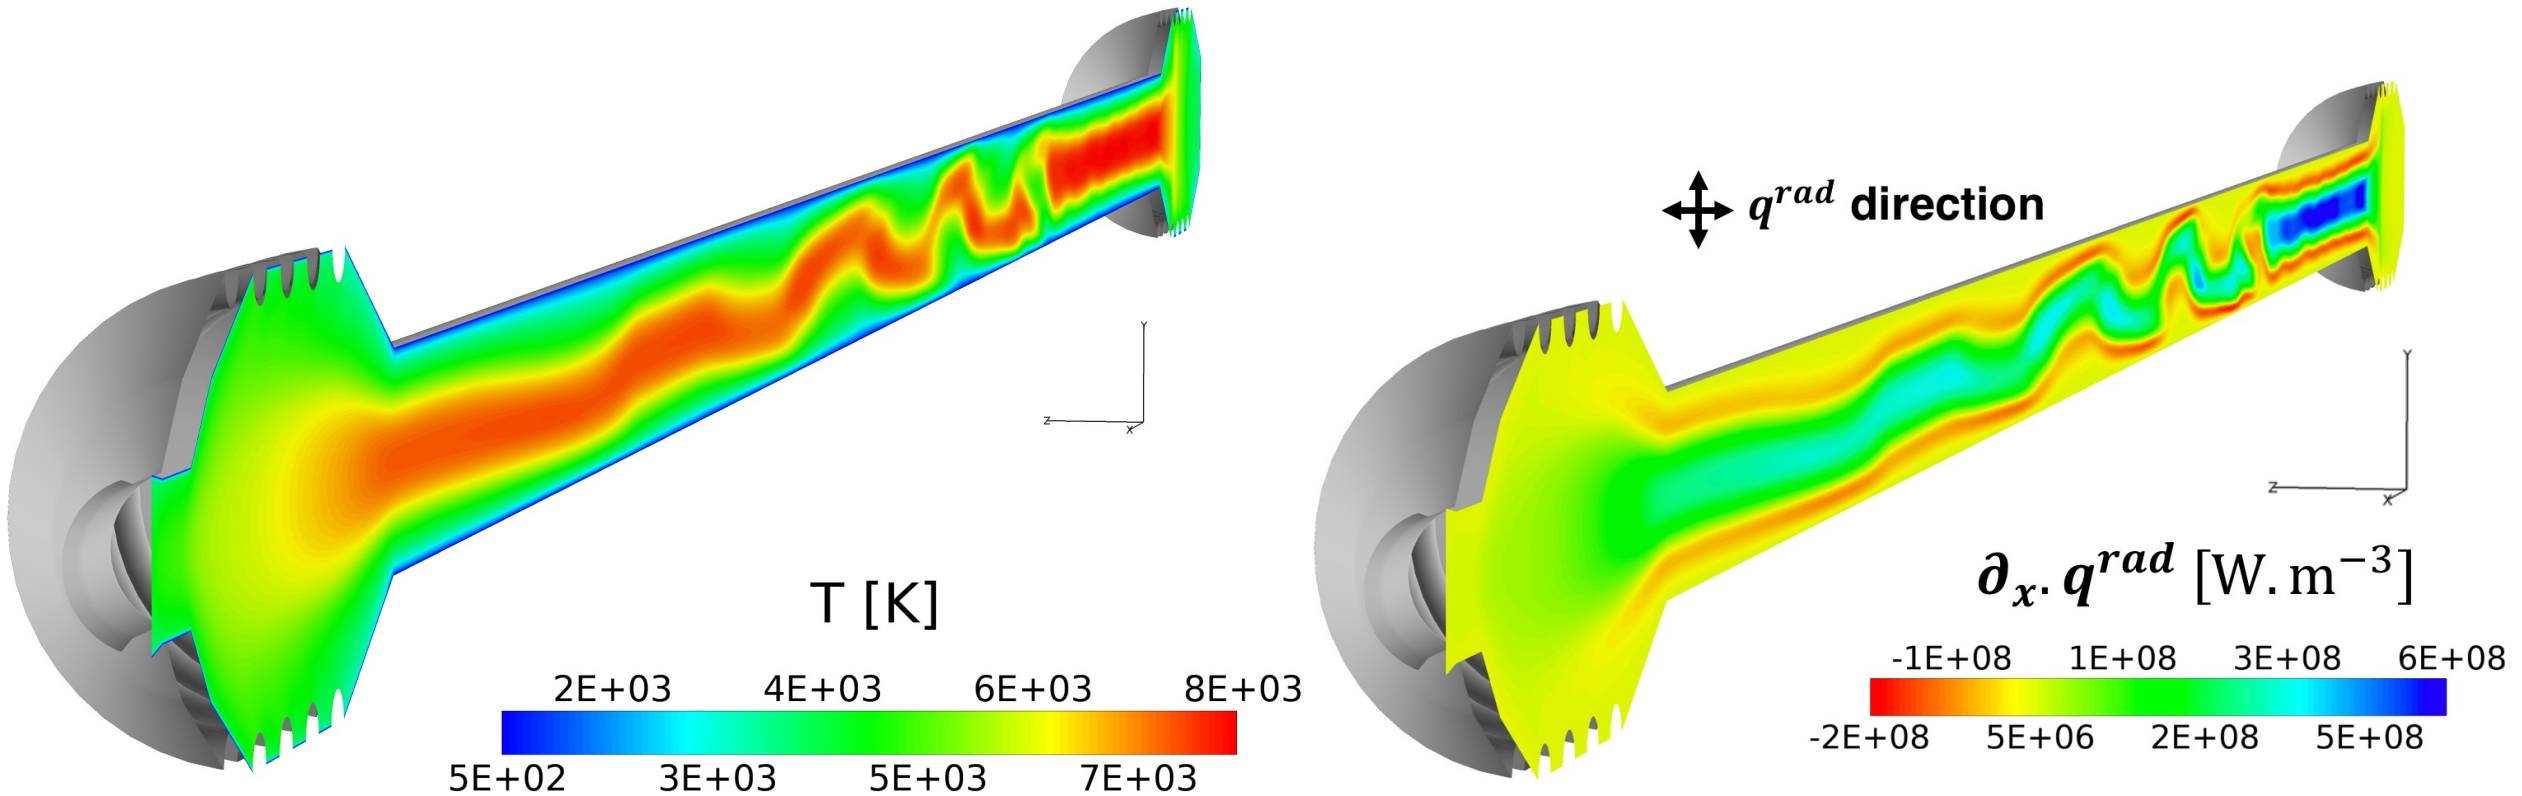 q^rad direction
Y
Z
X
Y
Z
X
T [K]
2E+03 4E+03 6E+03 8E+03
5E+02 3E+03 5E+03 7E+03
∂x. q^rad [W. m−3]
-1E+08 1E+08 3E+08 6E+08
-2E+08 5E+06 2E+08 5E+08